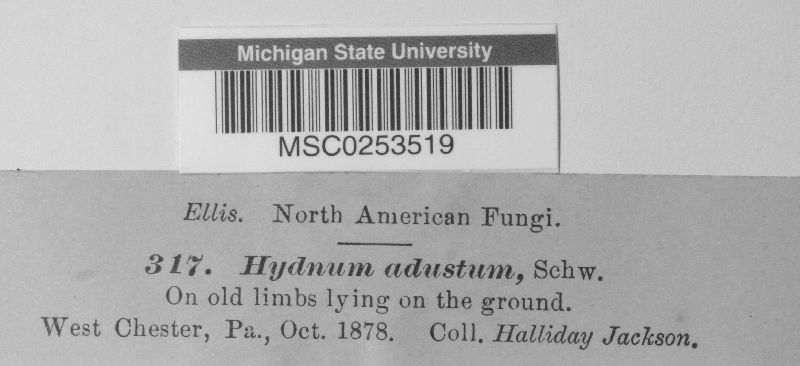 Michigan State University
MSC0253519
Ellis. North American Fungi.
317. Hydnum adustum, Schw.
On old limbs lying on the ground.
West Chester, Pa., Oct. 1878. Coll. Halliday Jackson.